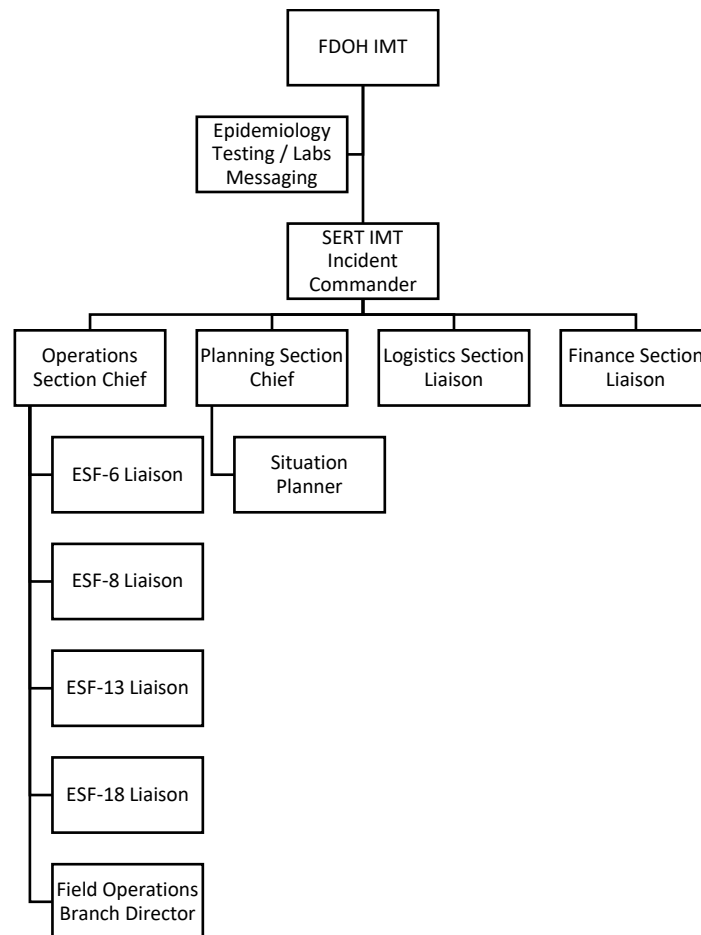 FDOH IMT
Epidemiology
Testing / Labs
Messaging
SERT IMT
Incident
Commander
Operations
Section Chief
Planning Section
Chief
Logistics Section
Liaison
Finance Section
Liaison
ESF-6 Liaison
Situation
Planner
ESF-8 Liaison
ESF-13 Liaison
ESF-18 Liaison
Field Operations
Branch Director